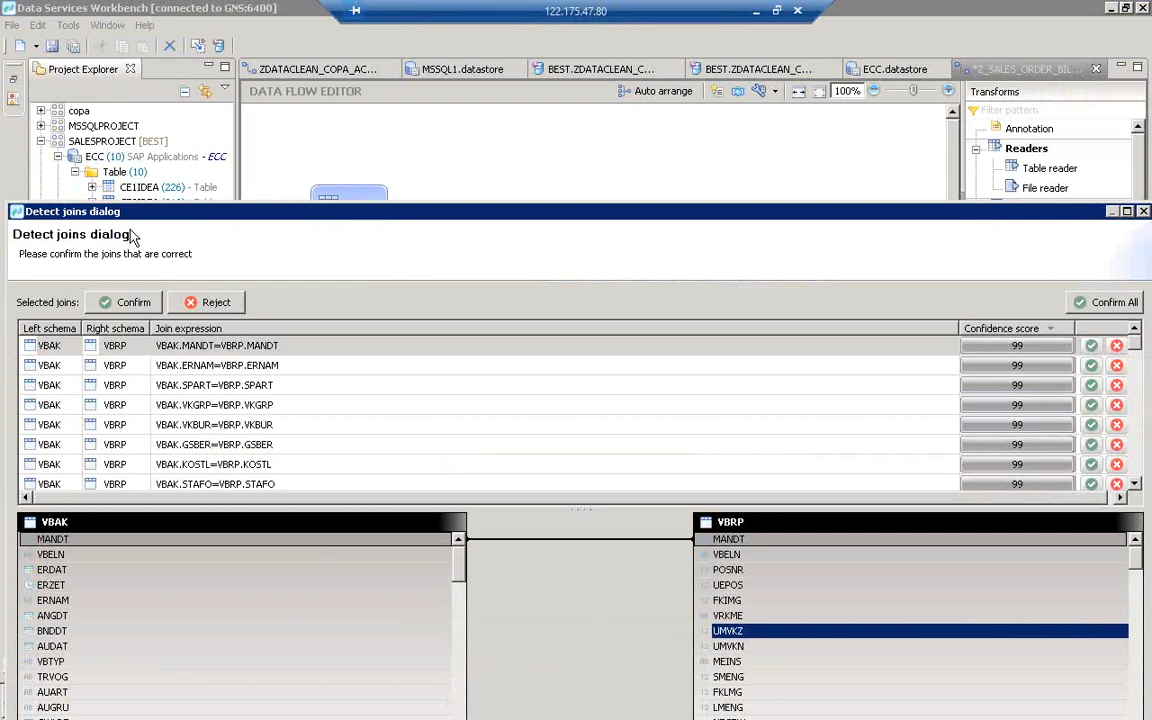 Data Services Workbench (connected to GNS:6400)
122.175.47.80
File Edit Tools Window Help
Project Explorer
ZDATACLEAN_COPA_AC...
MSSQL1.datastore
BEST.ZDATACLEAN_C...
BEST.ZDATACLEAN_C...
ECC.datastore
*Z_SALES_ORDER_BIL...
DATA FLOW EDITOR
Auto arrange
100%
Transforms
Filter pattern
Annotation
Readers
Table reader
File reader
copa
MSSQLPROJECT
SALESPROJECT [BEST]
ECC (10) SAP Applications - ECC
Table (10)
CE1IDEA (226) - Table
Detect joins dialog
Detect joins dialog
Please confirm the joins that are correct
Selected joins: Confirm Reject Confirm All
Left schema Right schema Join expression Confidence score
VBAK VBRP VBAK.MANDT=VBRP.MANDT 99
VBAK VBRP VBAK.ERNAM=VBRP.ERNAM 99
VBAK VBRP VBAK.SPART=VBRP.SPART 99
VBAK VBRP VBAK.VKGRP=VBRP.VKGRP 99
VBAK VBRP VBAK.VKBUR=VBRP.VKBUR 99
VBAK VBRP VBAK.GSBER=VBRP.GSBER 99
VBAK VBRP VBAK.KOSTL=VBRP.KOSTL 99
VBAK VBRP VBAK.STAFO=VBRP.STAFO 99
VBAK
MANDT
VBELN
ERDAT
ERZET
ERNAM
ANGDT
BNDDT
AUDAT
VBTYP
TRVOG
AUART
AUGRU
VBRP
MANDT
VBELN
POSNR
UEPOS
FKIMG
VRKME
UMVKZ
UMVKN
MEINS
SMENG
FKLMG
LMENG